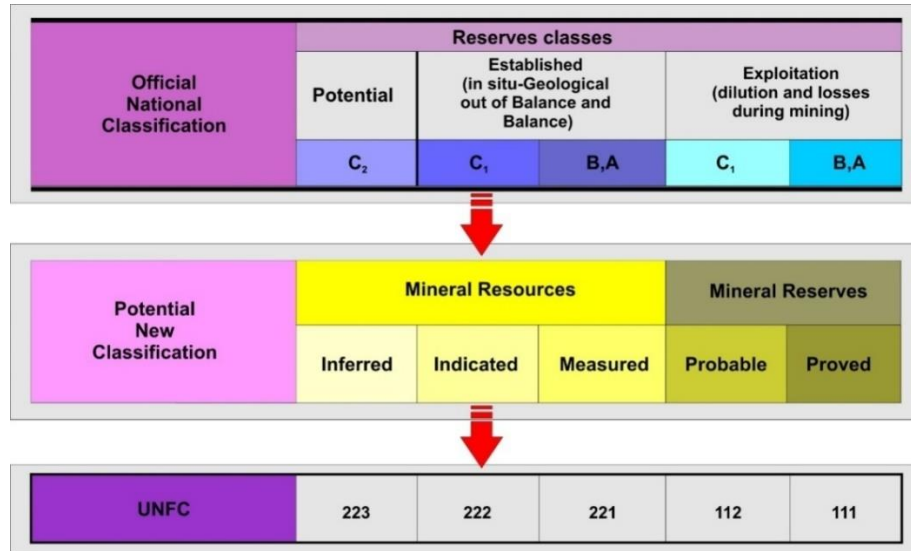 Official
National
Classification
Reserves classes
Potential
Established
(in situ-Geological
out of Balance and
Balance)
Exploitation
(dilution and losses
during mining)
C₂
C₁
B,A
C₁
B,A
Potential
New
Classification
Mineral Resources
Mineral Reserves
Inferred
Indicated
Measured
Probable
Proved
UNFC
223
222
221
112
111